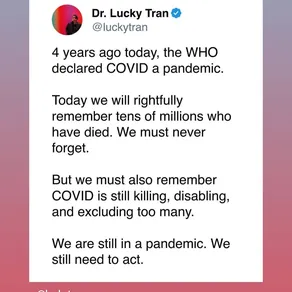 Dr. Lucky Tran
@luckytran
4 years ago today, the WHO
declared COVID a pandemic.
Today we will rightfully
remember tens of millions who
have died. We must never
forget.
But we must also remember
COVID is still killing, disabling,
and excluding too many.
We are still in a pandemic. We
still need to act.